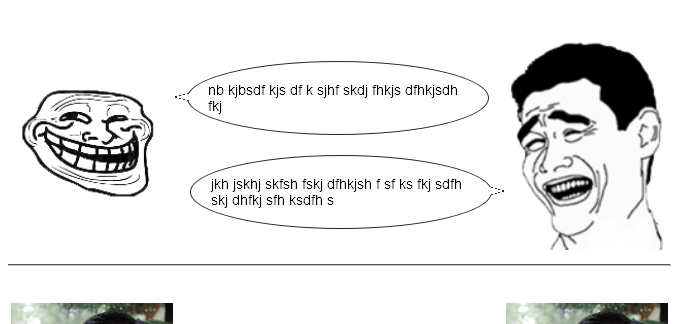 nb kjbsdf kjs df k sjhf skdj fhkjs dfhkjsdh
fkj
jkh jskhj skfsh fskj dfhkjsh f sf ks fkj sdfh
skj dhfkj sfh ksdfh s